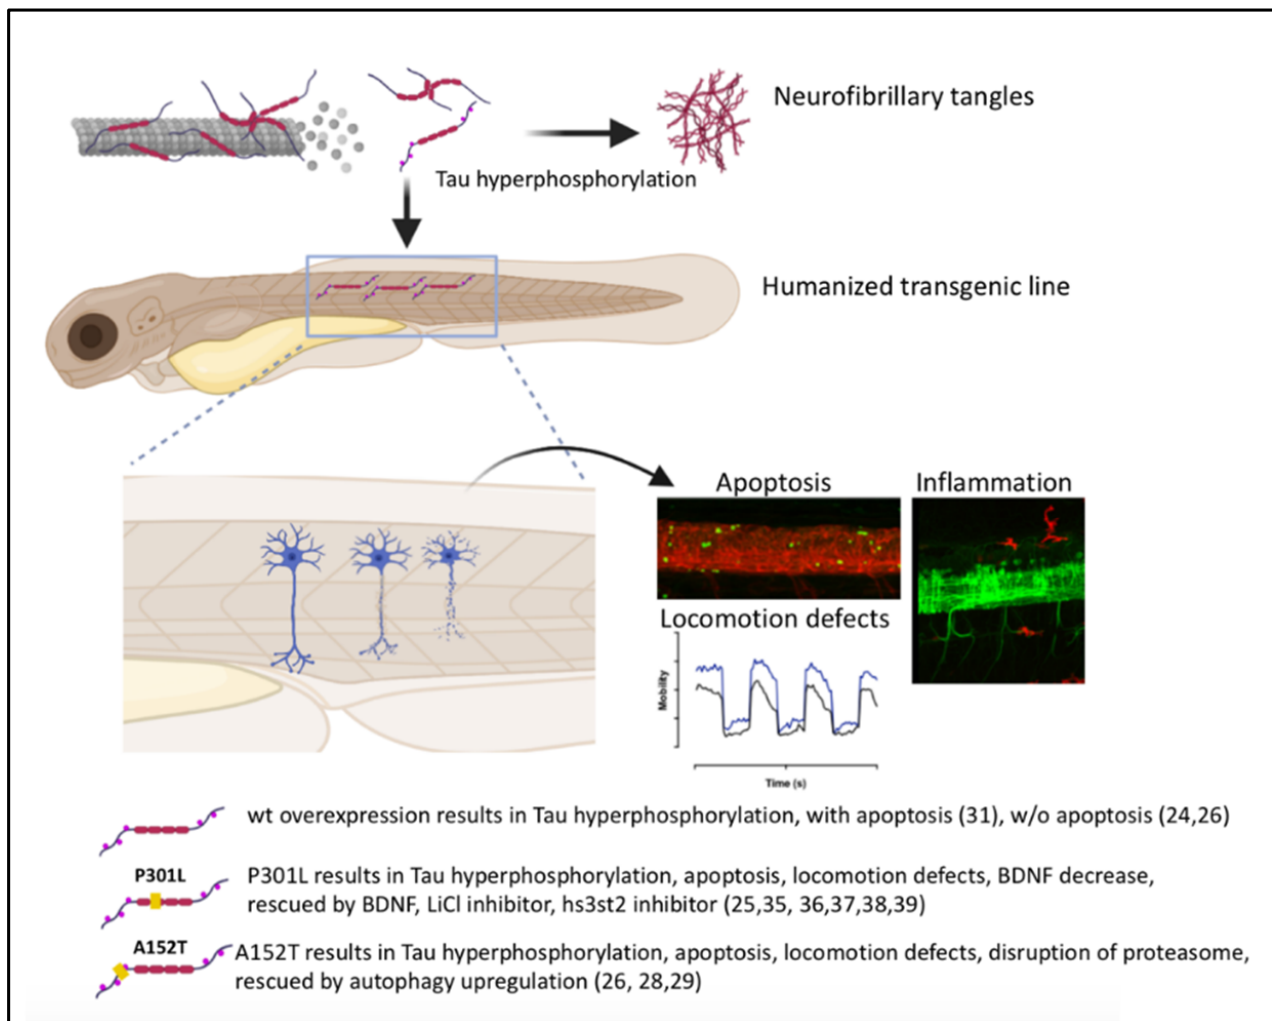 Neurofibrillary tangles
Tau hyperphosphorylation
Humanized transgenic line
Apoptosis
Inflammation
Locomotion defects
Mobility
Time (s)
wt overexpression results in Tau hyperphosphorylation, with apoptosis (31), w/o apoptosis (24,26)
P301L
P301L results in Tau hyperphosphorylation, apoptosis, locomotion defects, BDNF decrease,
rescued by BDNF, LiCl inhibitor, hs3st2 inhibitor (25,35, 36,37,38,39)
A152T
A152T results in Tau hyperphosphorylation, apoptosis, locomotion defects, disruption of proteasome,
rescued by autophagy upregulation (26, 28,29)